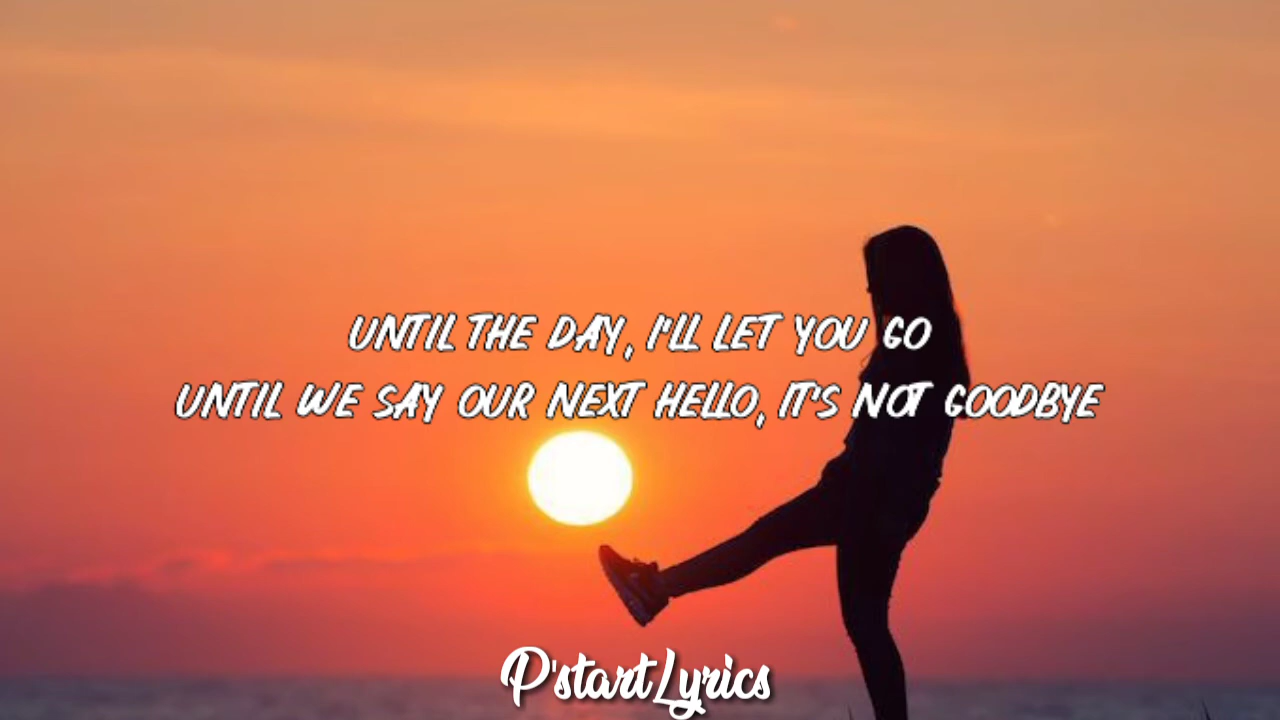 UNTIL THE DAY, I'LL LET YOU GO
UNTIL WE SAY OUR NEXT HELLO, IT'S NOT GOODBYE
P'startLyrics